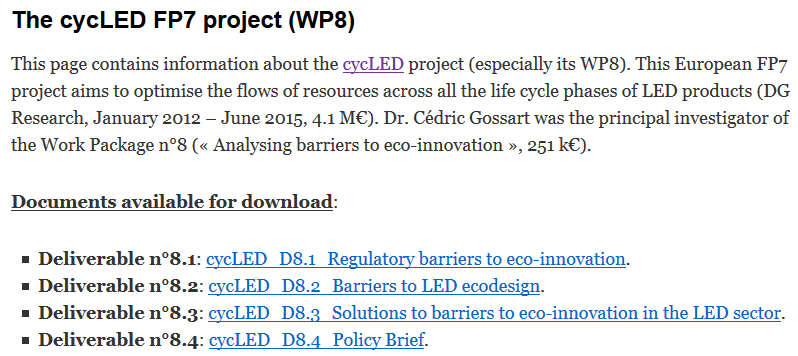 The cycLED FP7 project (WP8)
This page contains information about the cycLED project (especially its WP8). This European FP7
project aims to optimise the flows of resources across all the life cycle phases of LED products (DG
Research, January 2012 – June 2015, 4.1 M€). Dr. Cédric Gossart was the principal investigator of
the Work Package n°8 (« Analysing barriers to eco-innovation », 251 k€).
Documents available for download:
▪ Deliverable n°8.1: cycLED_D8.1_Regulatory barriers to eco-innovation.
▪ Deliverable n°8.2: cycLED_D8.2_Barriers to LED ecodesign.
▪ Deliverable n°8.3: cycLED_D8.3_Solutions to barriers to eco-innovation in the LED sector.
▪ Deliverable n°8.4: cycLED_D8.4_Policy Brief.